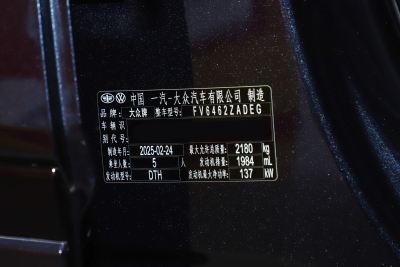 中国 一汽-大众汽车有限公司 制造
品牌: 大众牌 整车型号: FV6462ZADEG
车辆识
别代号:
制造年月: 2025-02-24 最大允许总质量: 2180 kg
乘坐人数: 5 人 发动机排量: 1984 mL
发动机型号: DTH 发动机最大净功率: 137 kW